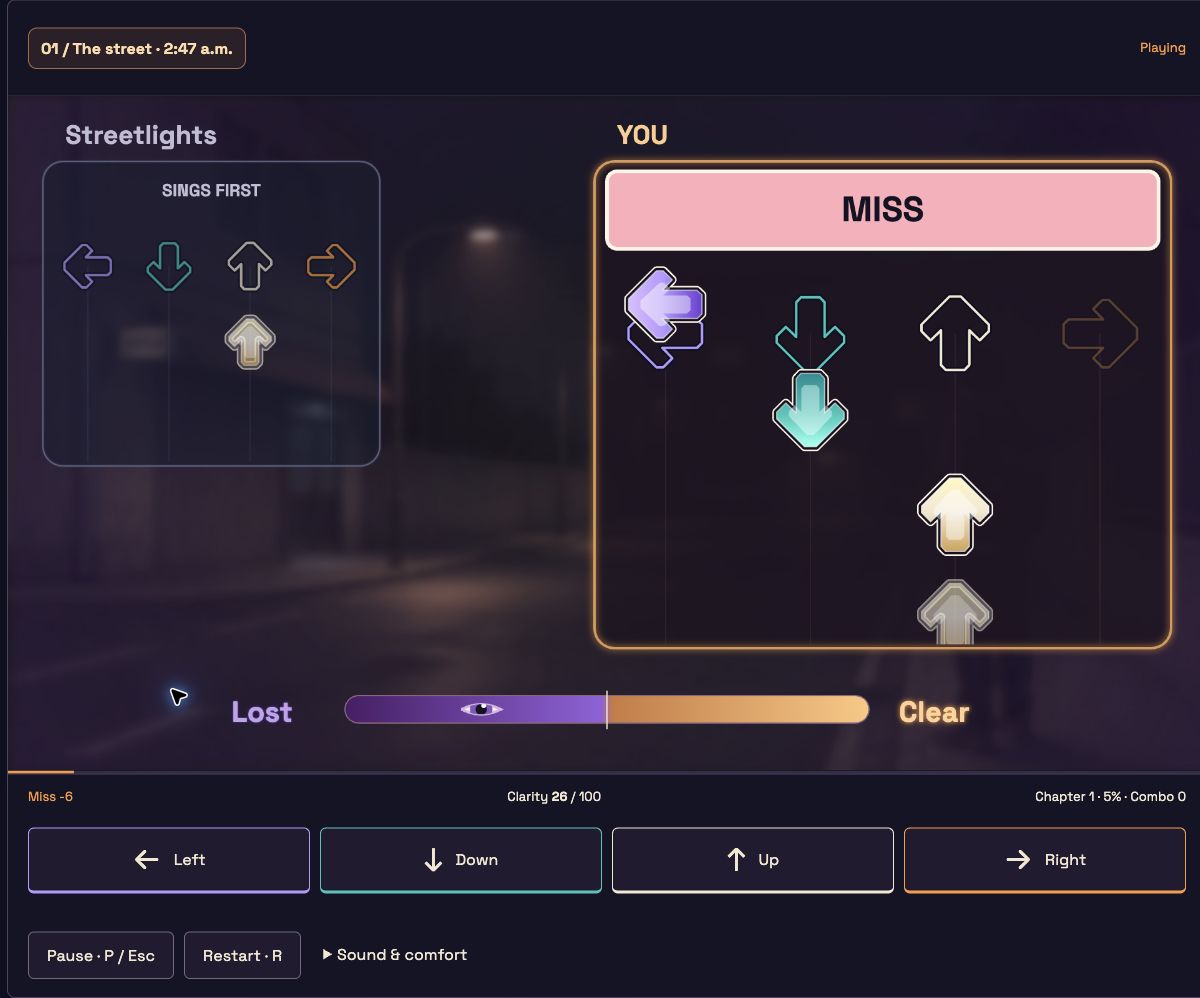 01 / The street · 2:47 a.m.
Playing
Streetlights
YOU
SINGS FIRST
MISS
Lost
Clear
Miss -6
Clarity 26 / 100
Chapter 1 · 5% · Combo 0
← Left
↓ Down
↑ Up
→ Right
Pause · P / Esc
Restart · R
▶ Sound & comfort